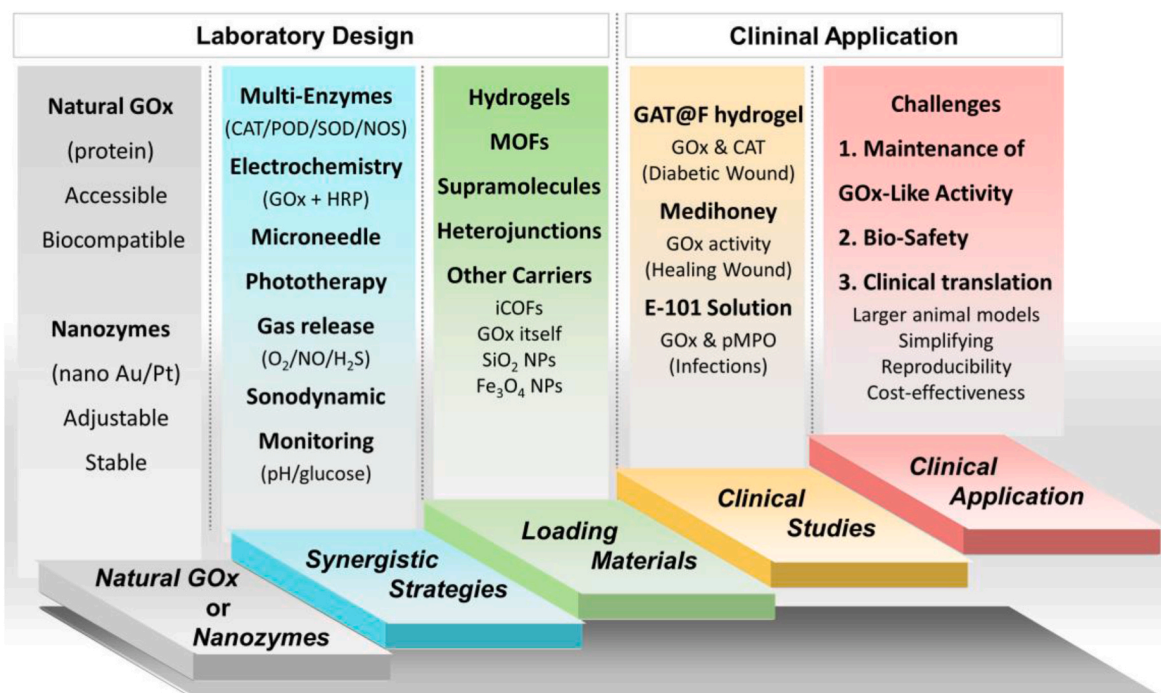 Laboratory Design
Clininal Application
Natural GOx
(protein)
Accessible
Biocompatible
Nanozymes
(nano Au/Pt)
Adjustable
Stable
Multi-Enzymes
(CAT/POD/SOD/NOS)
Electrochemistry
(GOx + HRP)
Microneedle
Phototherapy
Gas release
(O₂/NO/H₂S)
Sonodynamic
Monitoring
(pH/glucose)
Hydrogels
MOFs
Supramolecules
Heterojunctions
Other Carriers
iCOFs
GOx itself
SiO₂ NPs
Fe₃O₄ NPs
GAT@F hydrogel
GOx & CAT
(Diabetic Wound)
Medihoney
GOx activity
(Healing Wound)
E-101 Solution
GOx & pMPO
(Infections)
Challenges
1. Maintenance of
GOx-Like Activity
2. Bio-Safety
3. Clinical translation
Larger animal models
Simplifying
Reproducibility
Cost-effectiveness
Natural GOx
or
Nanozymes
Synergistic
Strategies
Loading
Materials
Clinical
Studies
Clinical
Application